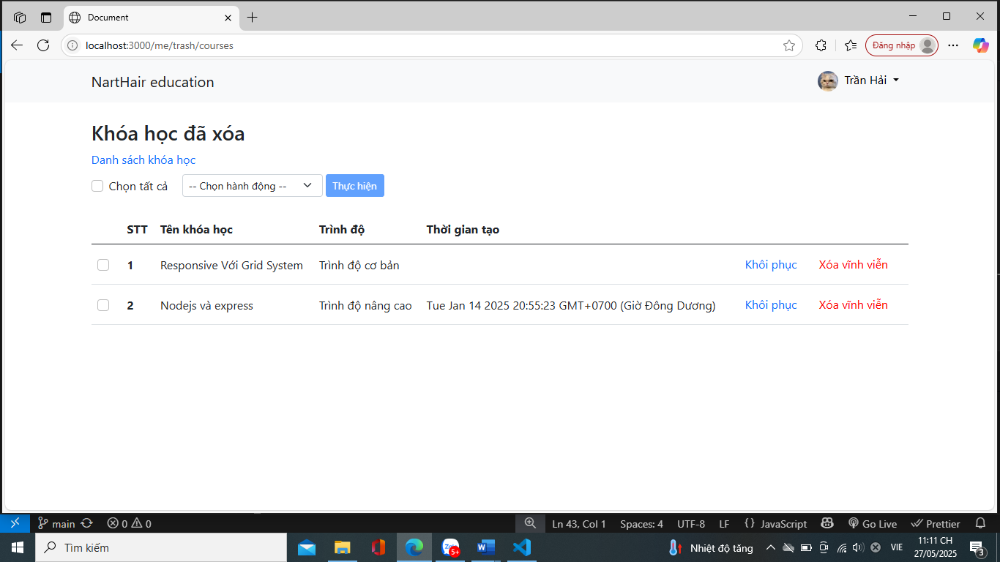 Document
localhost:3000/me/trash/courses
Đăng nhập
NartHair education
Trần Hải
Khóa học đã xóa
Danh sách khóa học
Chọn tất cả
-- Chọn hành động --
Thực hiện
STT Tên khóa học Trình độ Thời gian tạo
1 Responsive Với Grid System Trình độ cơ bản Khôi phục Xóa vĩnh viễn
2 Nodejs và express Trình độ nâng cao Tue Jan 14 2025 20:55:23 GMT+0700 (Giờ Đông Dương) Khôi phục Xóa vĩnh viễn
main 0 0 Ln 43, Col 1 Spaces: 4 UTF-8 LF {} JavaScript Go Live Prettier
Tìm kiếm
5+
Nhiệt độ tăng
VIE
11:11 CH
27/05/2025
3